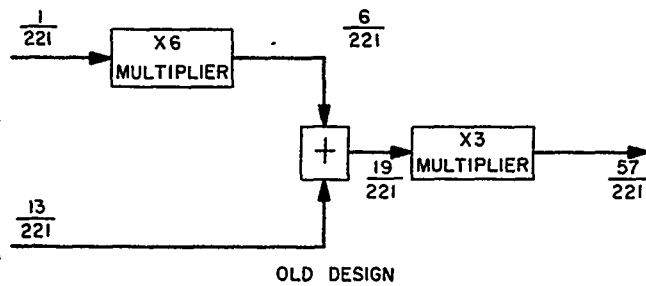 1/221
X6
MULTIPLIER
6/221
+
19/221
X3
MULTIPLIER
57/221
13/221
OLD DESIGN